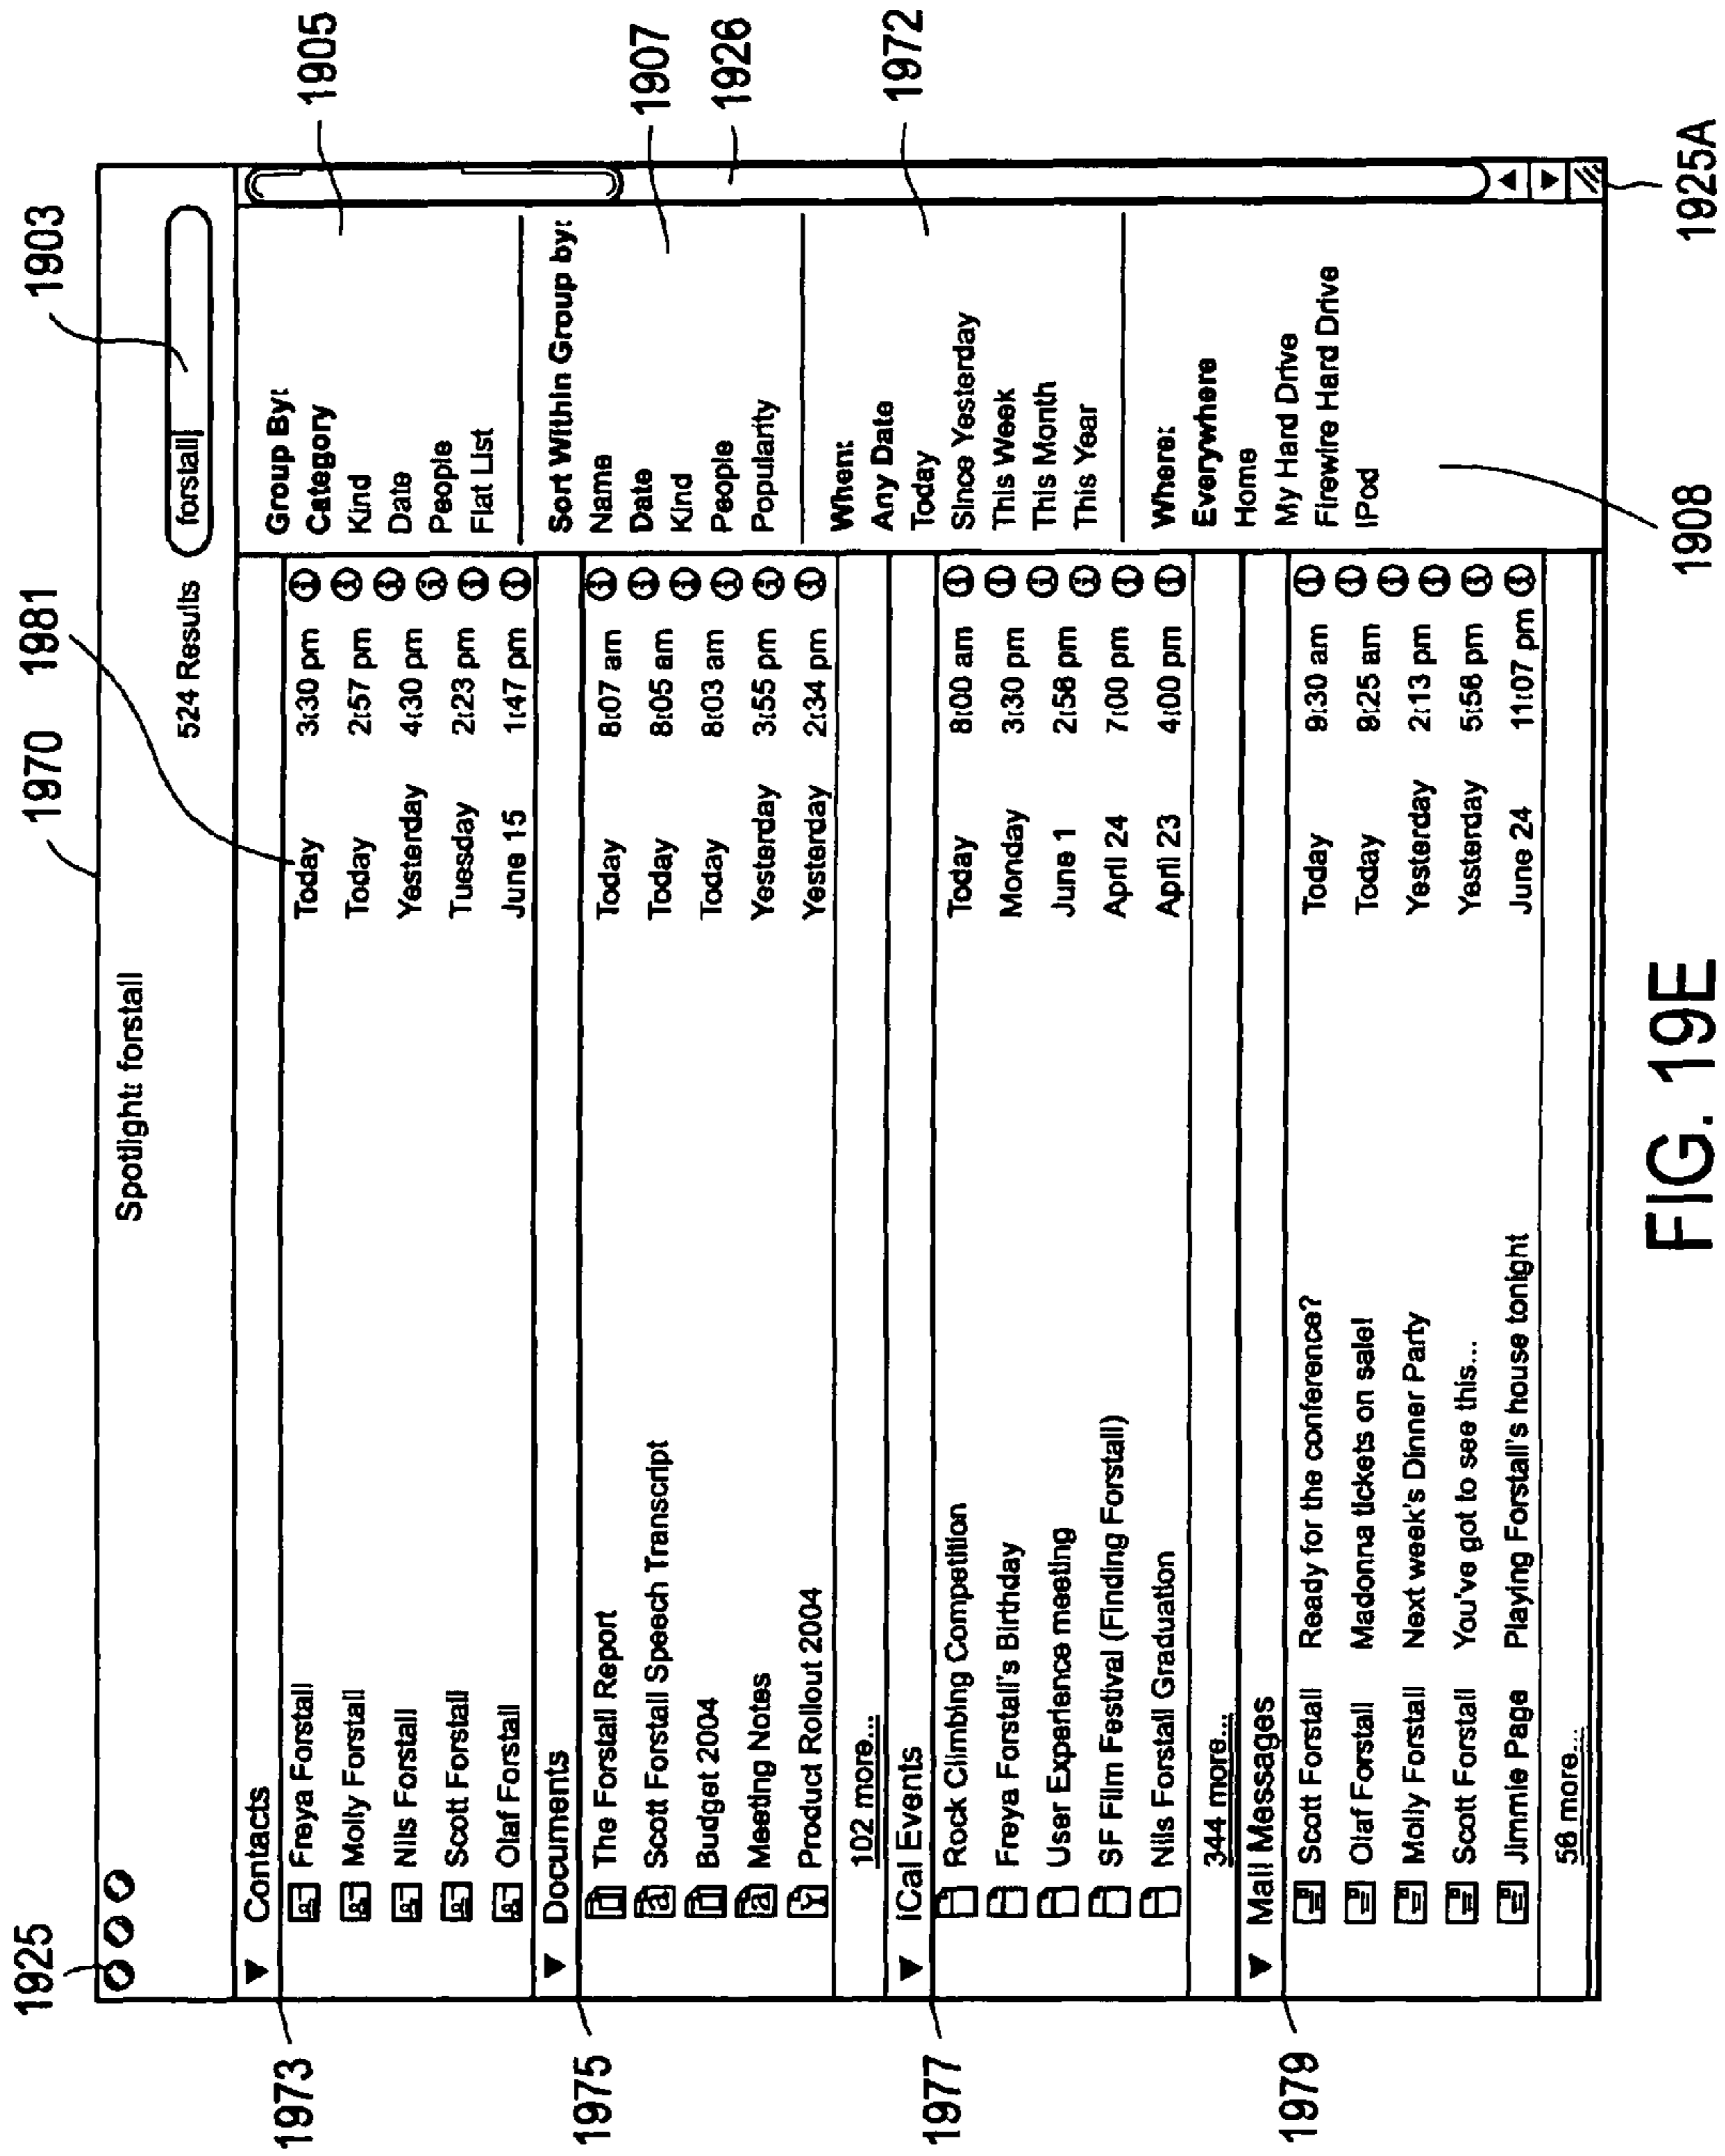 1925
1970
1981
1903
Spotlight: forstall
524 Results
forstall
1905
1907
1926
1972
1908
1925A
1973
Contacts
Freya Forstall Today 3:30 pm
Molly Forstall Today 2:57 pm
Nils Forstall Yesterday 4:30 pm
Scott Forstall Tuesday 2:23 pm
Olaf Forstall June 15 1:47 pm
1975
Documents
The Forstall Report Today 8:07 am
Scott Forstall Speech Transcript Today 8:05 am
Budget 2004 Today 8:03 am
Meeting Notes Yesterday 3:55 pm
Product Rollout 2004 Yesterday 2:34 pm
102 more...
1977
iCal Events
Rock Climbing Competition Today 8:00 am
Freya Forstall's Birthday Monday 3:30 pm
User Experience meeting June 1 2:56 pm
SF Film Festival (Finding Forstall) April 24 7:00 pm
Nils Forstall Graduation April 23 4:00 pm
344 more...
1979
Mail Messages
Scott Forstall Ready for the conference? Today 9:30 am
Olaf Forstall Madonna tickets on sale! Today 8:25 am
Molly Forstall Next week's Dinner Party Yesterday 2:13 pm
Scott Forstall You've got to see this... Yesterday 5:56 pm
Jimmie Page Playing Forstall's house tonight June 24 11:07 pm
56 more...
Group By:
Category
Kind
Date
People
Flat List
Sort Within Group by:
Name
Date
Kind
People
Popularity
When:
Any Date
Today
Since Yesterday
This Week
This Month
This Year
Where:
Everywhere
Home
My Hard Drive
Firewire Hard Drive
iPod
FIG. 19E